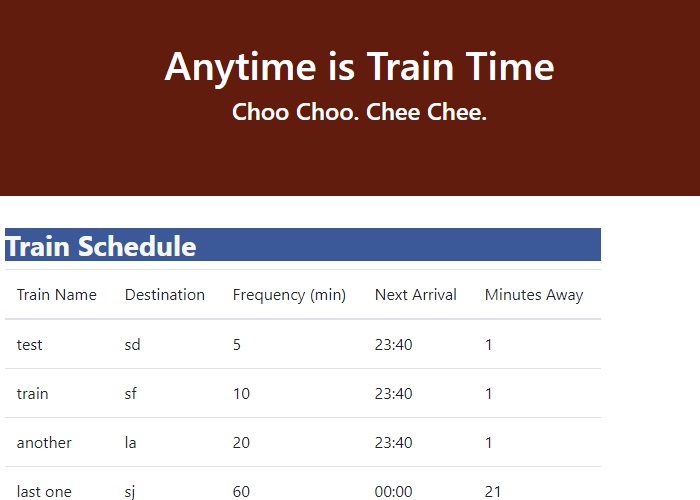 Anytime is Train Time
Choo Choo. Chee Chee.
Train Schedule
Train Name Destination Frequency (min) Next Arrival Minutes Away
test sd 5 23:40 1
train sf 10 23:40 1
another la 20 23:40 1
last one sj 60 00:00 21